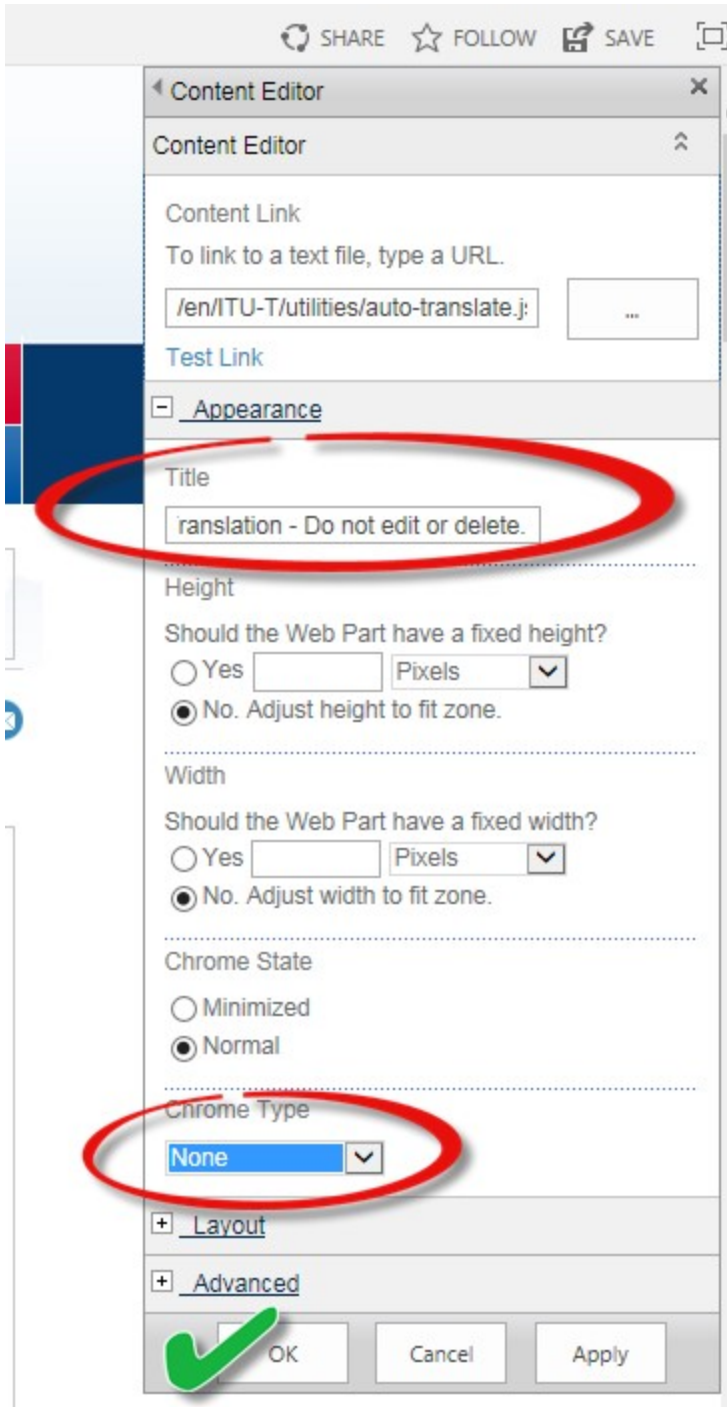 SHARE FOLLOW SAVE
Content Editor
Content Editor
Content Link
To link to a text file, type a URL.
/en/ITU-T/utilities/auto-translate.j
...
Test Link
Appearance
Title
ranslation - Do not edit or delete.
Height
Should the Web Part have a fixed height?
Yes Pixels
No. Adjust height to fit zone.
Width
Should the Web Part have a fixed width?
Yes Pixels
No. Adjust width to fit zone.
Chrome State
Minimized
Normal
Chrome Type
None
Layout
Advanced
OK Cancel Apply